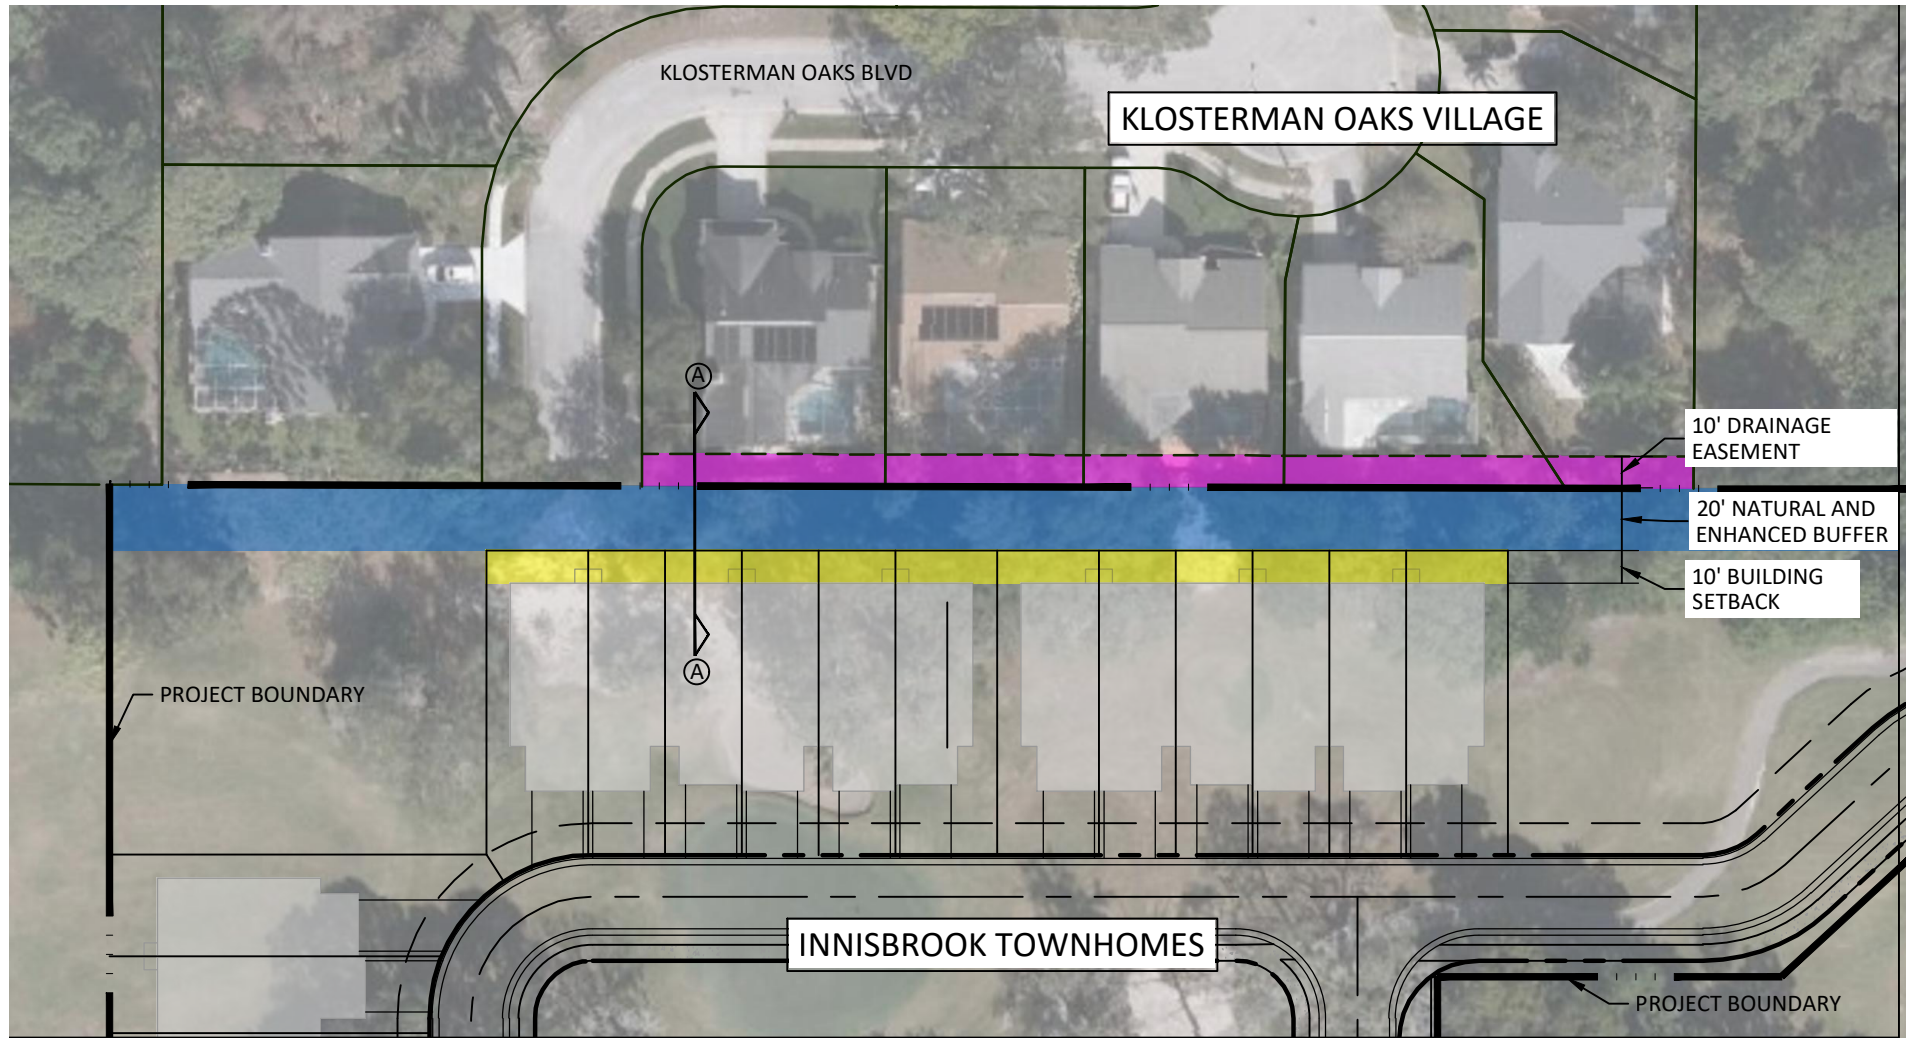 KLOSTERMAN OAKS BLVD
KLOSTERMAN OAKS VILLAGE
A
10' DRAINAGE
EASEMENT
20' NATURAL AND
ENHANCED BUFFER
10' BUILDING
SETBACK
A
PROJECT BOUNDARY
INNISBROOK TOWNHOMES
PROJECT BOUNDARY